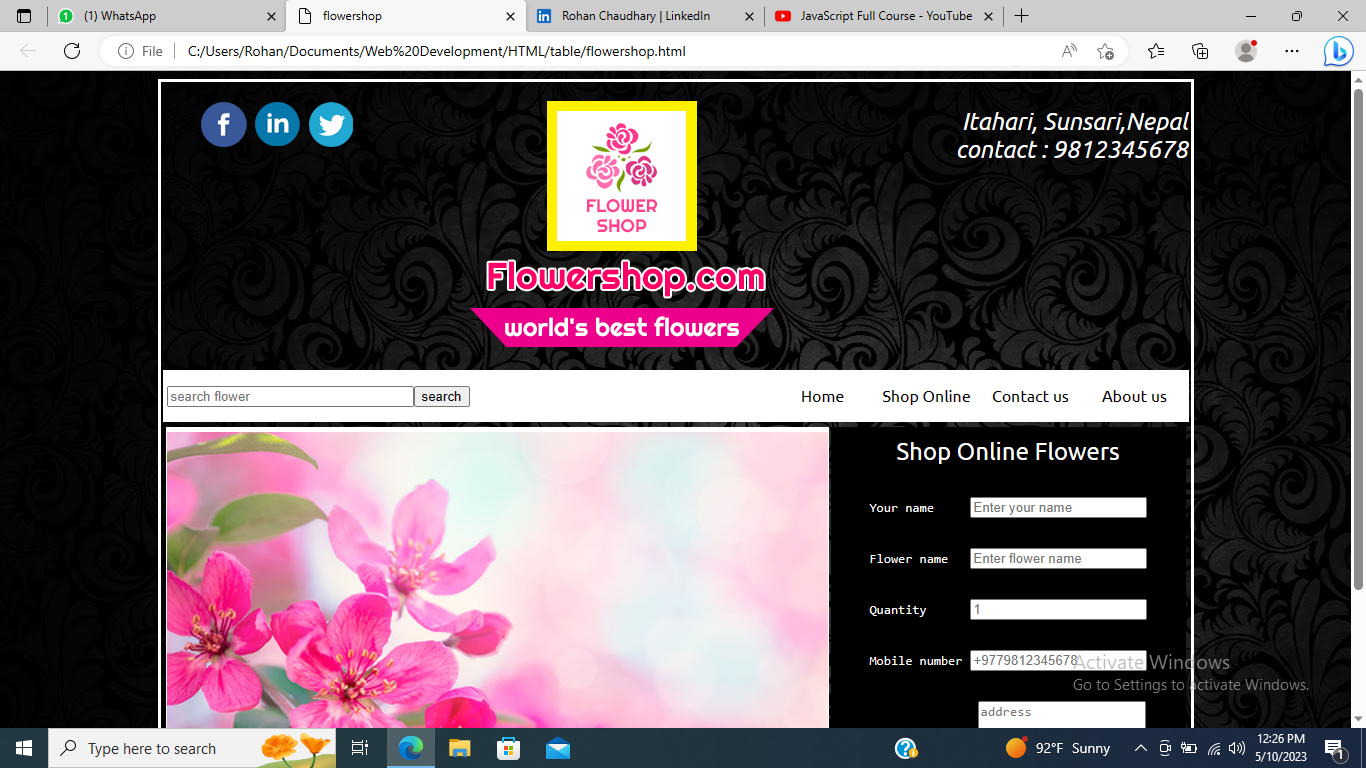 (1) WhatsApp
flowershop
Rohan Chaudhary | LinkedIn
JavaScript Full Course - YouTube
File
C:/Users/Rohan/Documents/Web%20Development/HTML/table/flowershop.html
f
in
FLOWER
SHOP
Itahari, Sunsari,Nepal
contact : 9812345678
Flowershop.com
world's best flowers
search flower
search
Home
Shop Online
Contact us
About us
Shop Online Flowers
Your name
Enter your name
Flower name
Enter flower name
Quantity
1
Mobile number
+9779812345678
address
Activate Windows
Go to Settings to activate Windows.
Type here to search
92°F Sunny
12:26 PM
5/10/2023
1